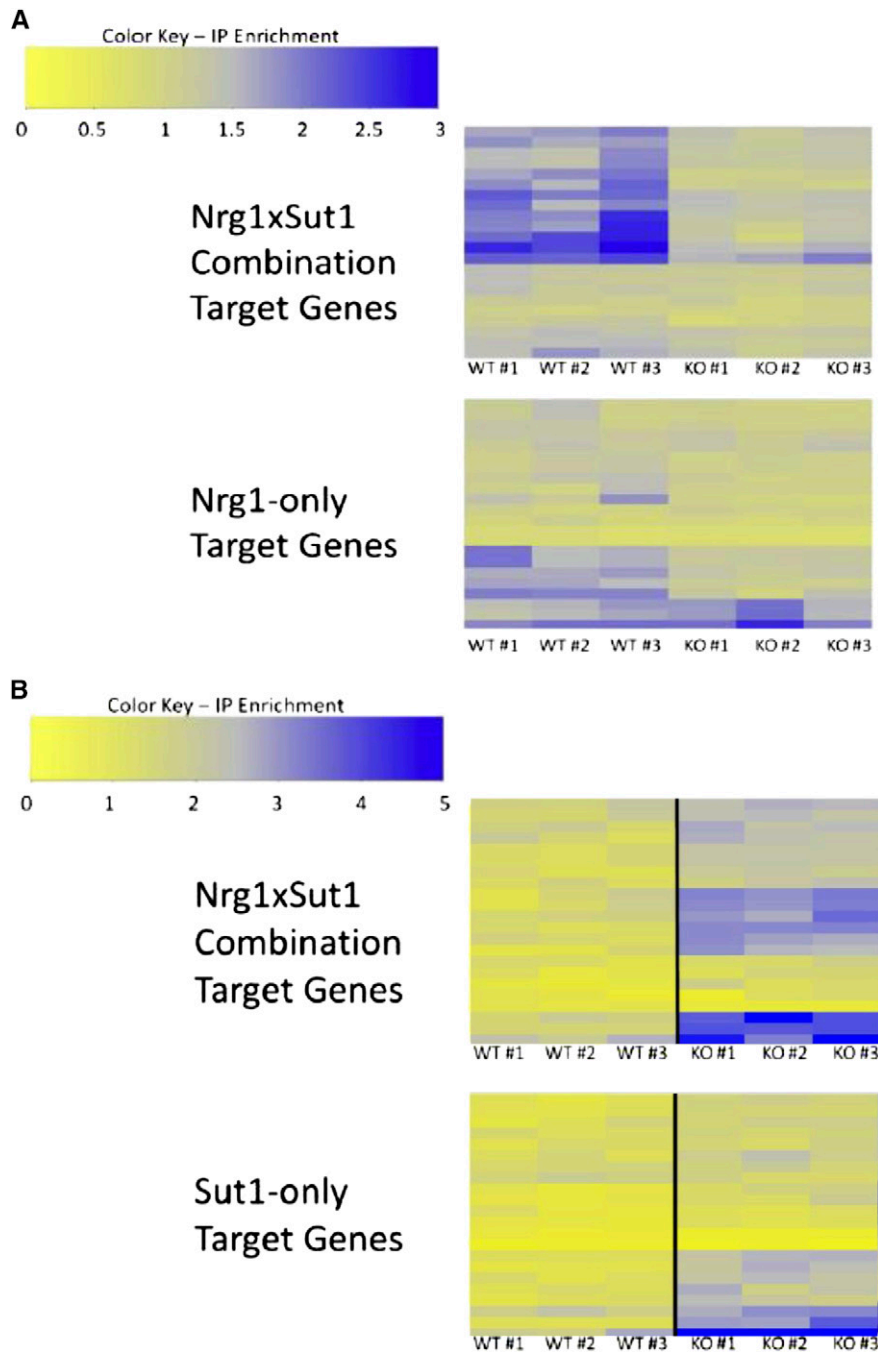 A
Color Key – IP Enrichment
0 0.5 1 1.5 2 2.5 3
Nrg1xSut1
Combination
Target Genes
WT #1 WT #2 WT #3 KO #1 KO #2 KO #3
Nrg1-only
Target Genes
WT #1 WT #2 WT #3 KO #1 KO #2 KO #3
B
Color Key – IP Enrichment
0 1 2 3 4 5
Nrg1xSut1
Combination
Target Genes
WT #1 WT #2 WT #3 KO #1 KO #2 KO #3
Sut1-only
Target Genes
WT #1 WT #2 WT #3 KO #1 KO #2 KO #3